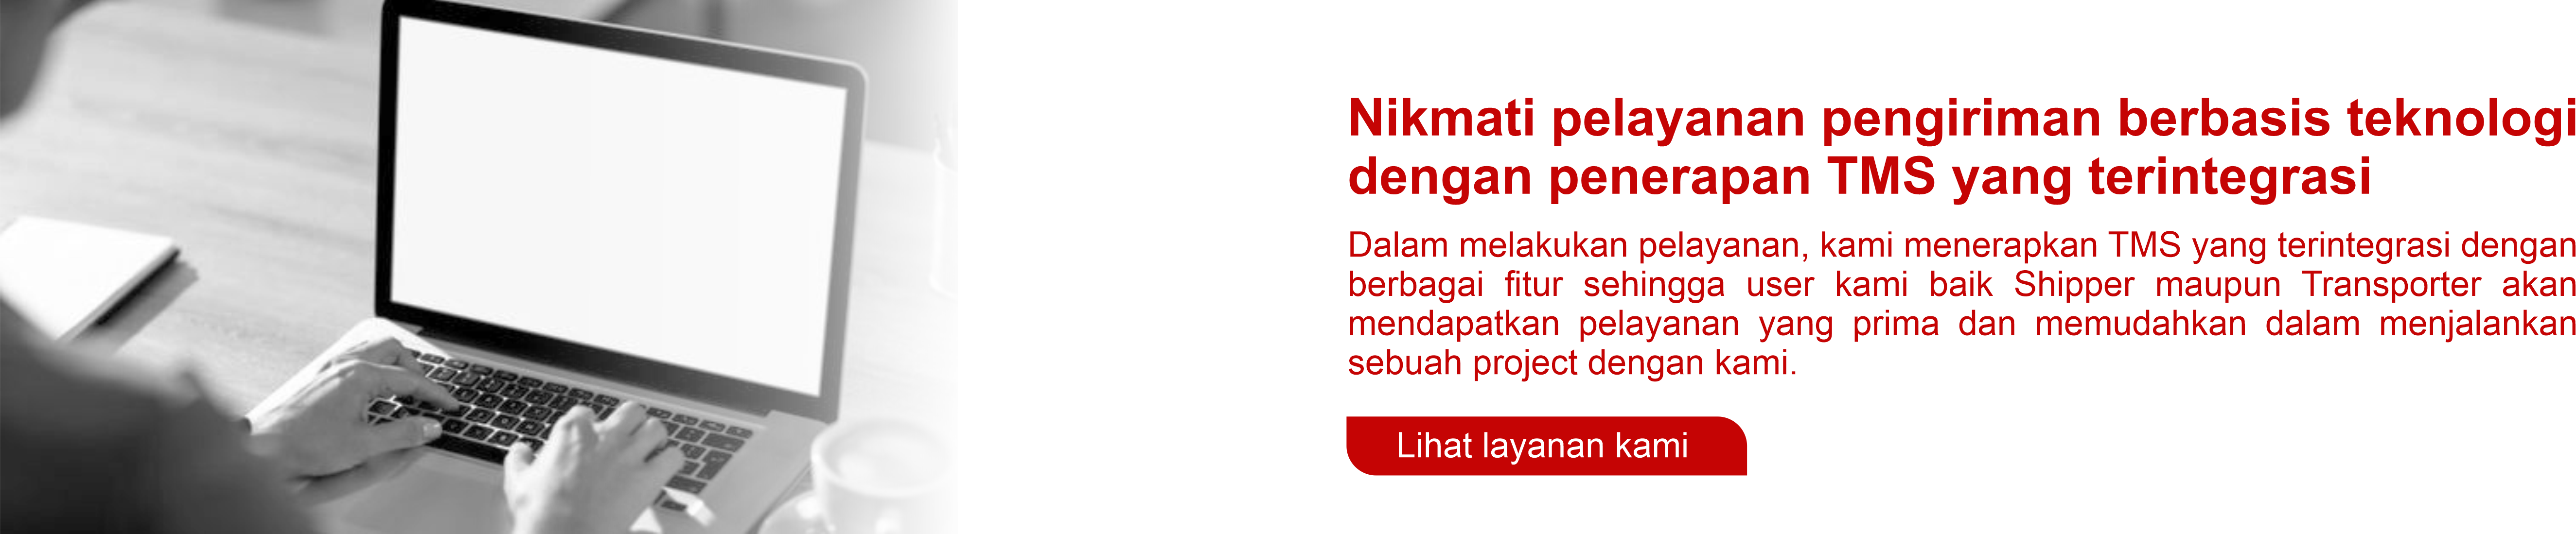 Nikmati pelayanan pengiriman berbasis teknologi
dengan penerapan TMS yang terintegrasi
Dalam melakukan pelayanan, kami menerapkan TMS yang terintegrasi dengan
berbagai fitur sehingga user kami baik Shipper maupun Transporter akan
mendapatkan pelayanan yang prima dan memudahkan dalam menjalankan
sebuah project dengan kami.
Lihat layanan kami